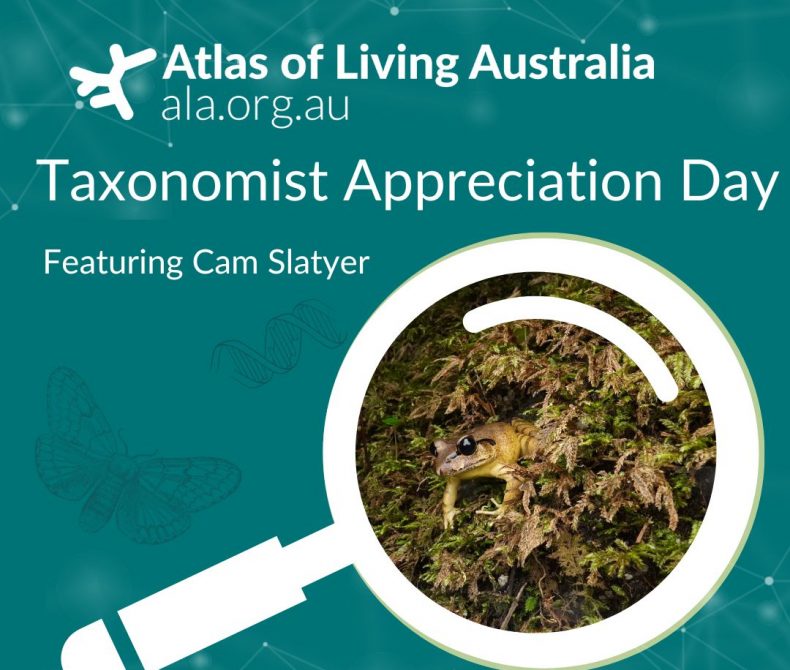 Atlas of Living Australia
ala.org.au
Taxonomist Appreciation Day
Featuring Cam Slatyer